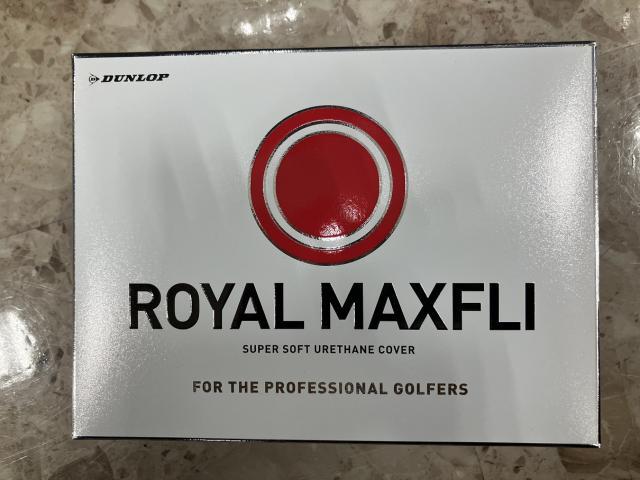 DUNLOP
ROYAL MAXFLI
SUPER SOFT URETHANE COVER
FOR THE PROFESSIONAL GOLFERS